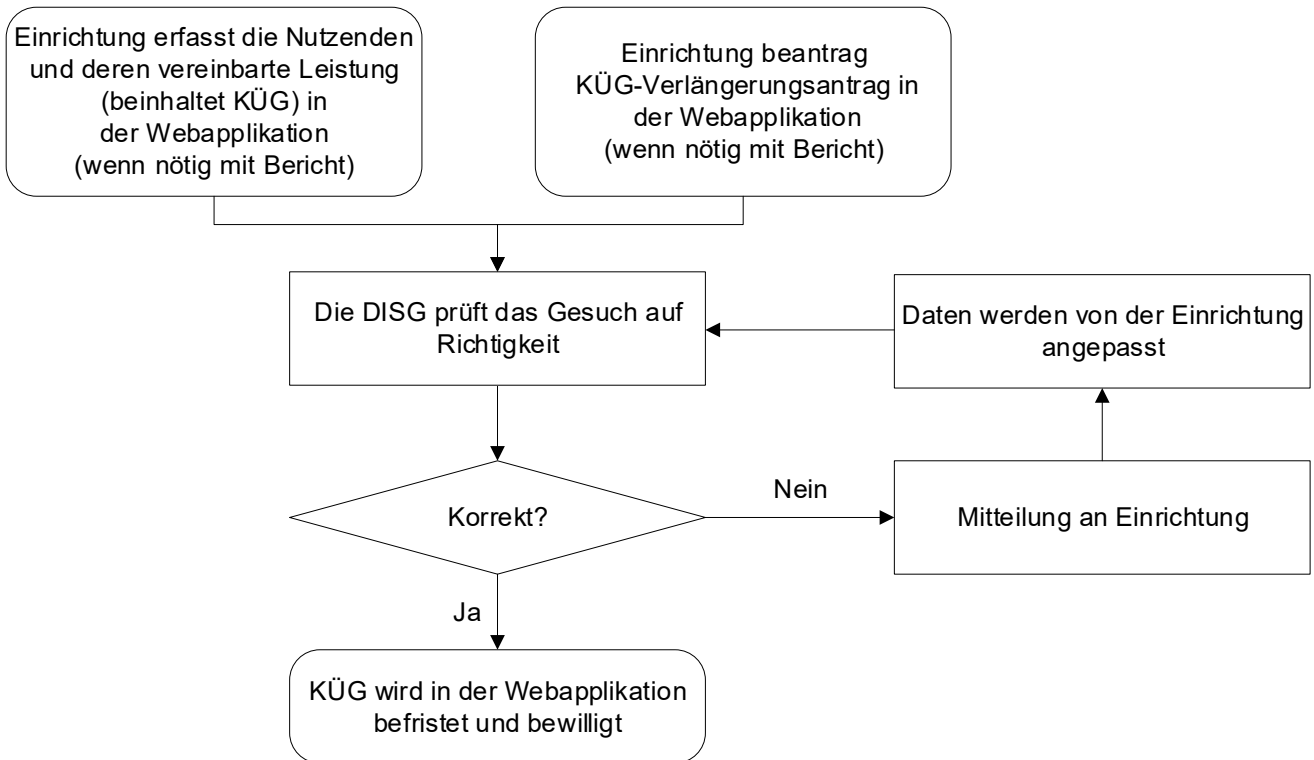 Einrichtung erfasst die Nutzenden
und deren vereinbarte Leistung
(beinhaltet KÜG) in
der Webapplikation
(wenn nötig mit Bericht)
Einrichtung beantrag
KÜG-Verlängerungsantrag in
der Webapplikation
(wenn nötig mit Bericht)
Die DISG prüft das Gesuch auf
Richtigkeit
Daten werden von der Einrichtung
angepasst
Korrekt?
Nein
Mitteilung an Einrichtung
Ja
KÜG wird in der Webapplikation
befristet und bewilligt